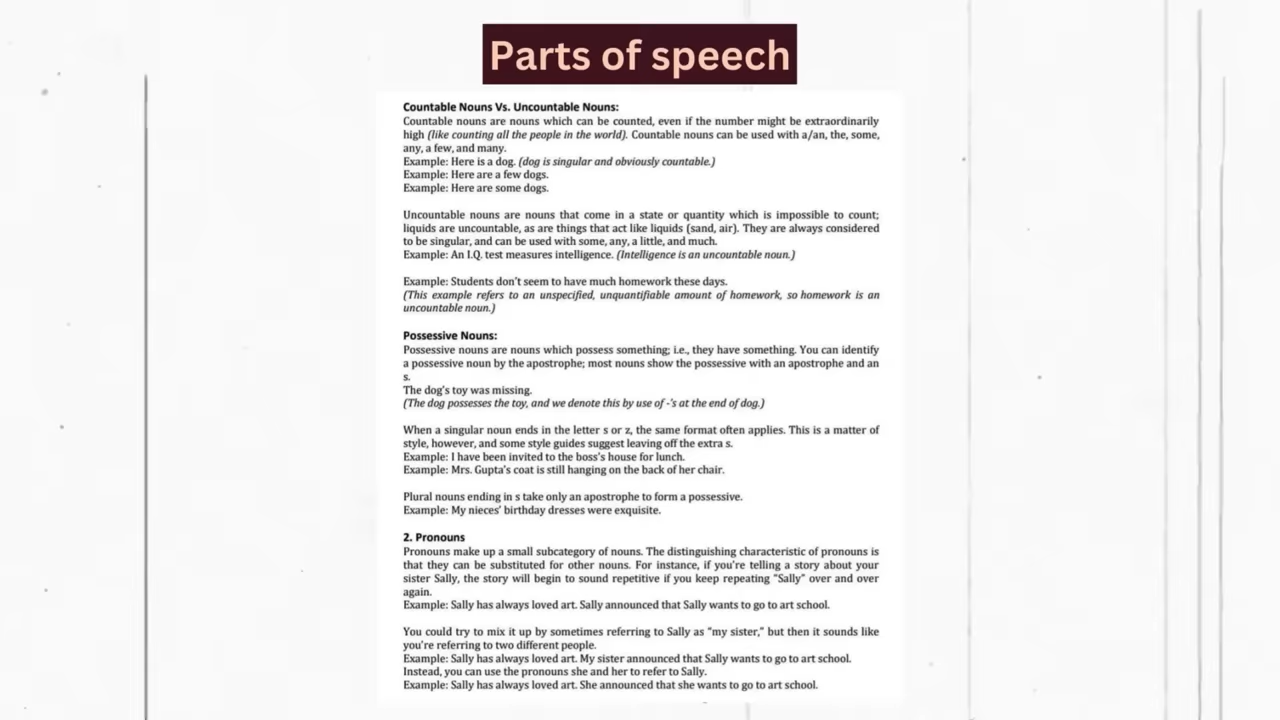 Parts of speech
Countable Nouns Vs. Uncountable Nouns:
Countable nouns are nouns which can be counted, even if the number might be extraordinarily
high (like counting all the people in the world). Countable nouns can be used with a/an, the, some,
any, a few, and many.
Example: Here is a dog. (dog is singular and obviously countable.)
Example: Here are a few dogs.
Example: Here are some dogs.
Uncountable nouns are nouns that come in a state or quantity which is impossible to count;
liquids are uncountable, as are things that act like liquids (sand, air). They are always considered
to be singular, and can be used with some, any, a little, and much.
Example: An I.Q. test measures intelligence. (Intelligence is an uncountable noun.)
Example: Students don't seem to have much homework these days.
(This example refers to an unspecified, unquantifiable amount of homework, so homework is an
uncountable noun.)
Possessive Nouns:
Possessive nouns are nouns which possess something; i.e., they have something. You can identify
a possessive noun by the apostrophe; most nouns show the possessive with an apostrophe and an
s.
The dog's toy was missing.
(The dog possesses the toy, and we denote this by use of -'s at the end of dog.)
When a singular noun ends in the letter s or z, the same format often applies. This is a matter of
style, however, and some style guides suggest leaving off the extra s.
Example: I have been invited to the boss's house for lunch.
Example: Mrs. Gupta's coat is still hanging on the back of her chair.
Plural nouns ending in s take only an apostrophe to form a possessive.
Example: My nieces' birthday dresses were exquisite.
2. Pronouns
Pronouns make up a small subcategory of nouns. The distinguishing characteristic of pronouns is
that they can be substituted for other nouns. For instance, if you're telling a story about your
sister Sally, the story will begin to sound repetitive if you keep repeating "Sally" over and over
again.
Example: Sally has always loved art. Sally announced that Sally wants to go to art school.
You could try to mix it up by sometimes referring to Sally as "my sister," but then it sounds like
you're referring to two different people.
Example: Sally has always loved art. My sister announced that Sally wants to go to art school.
Instead, you can use the pronouns she and her to refer to Sally.
Example: Sally has always loved art. She announced that she wants to go to art school.